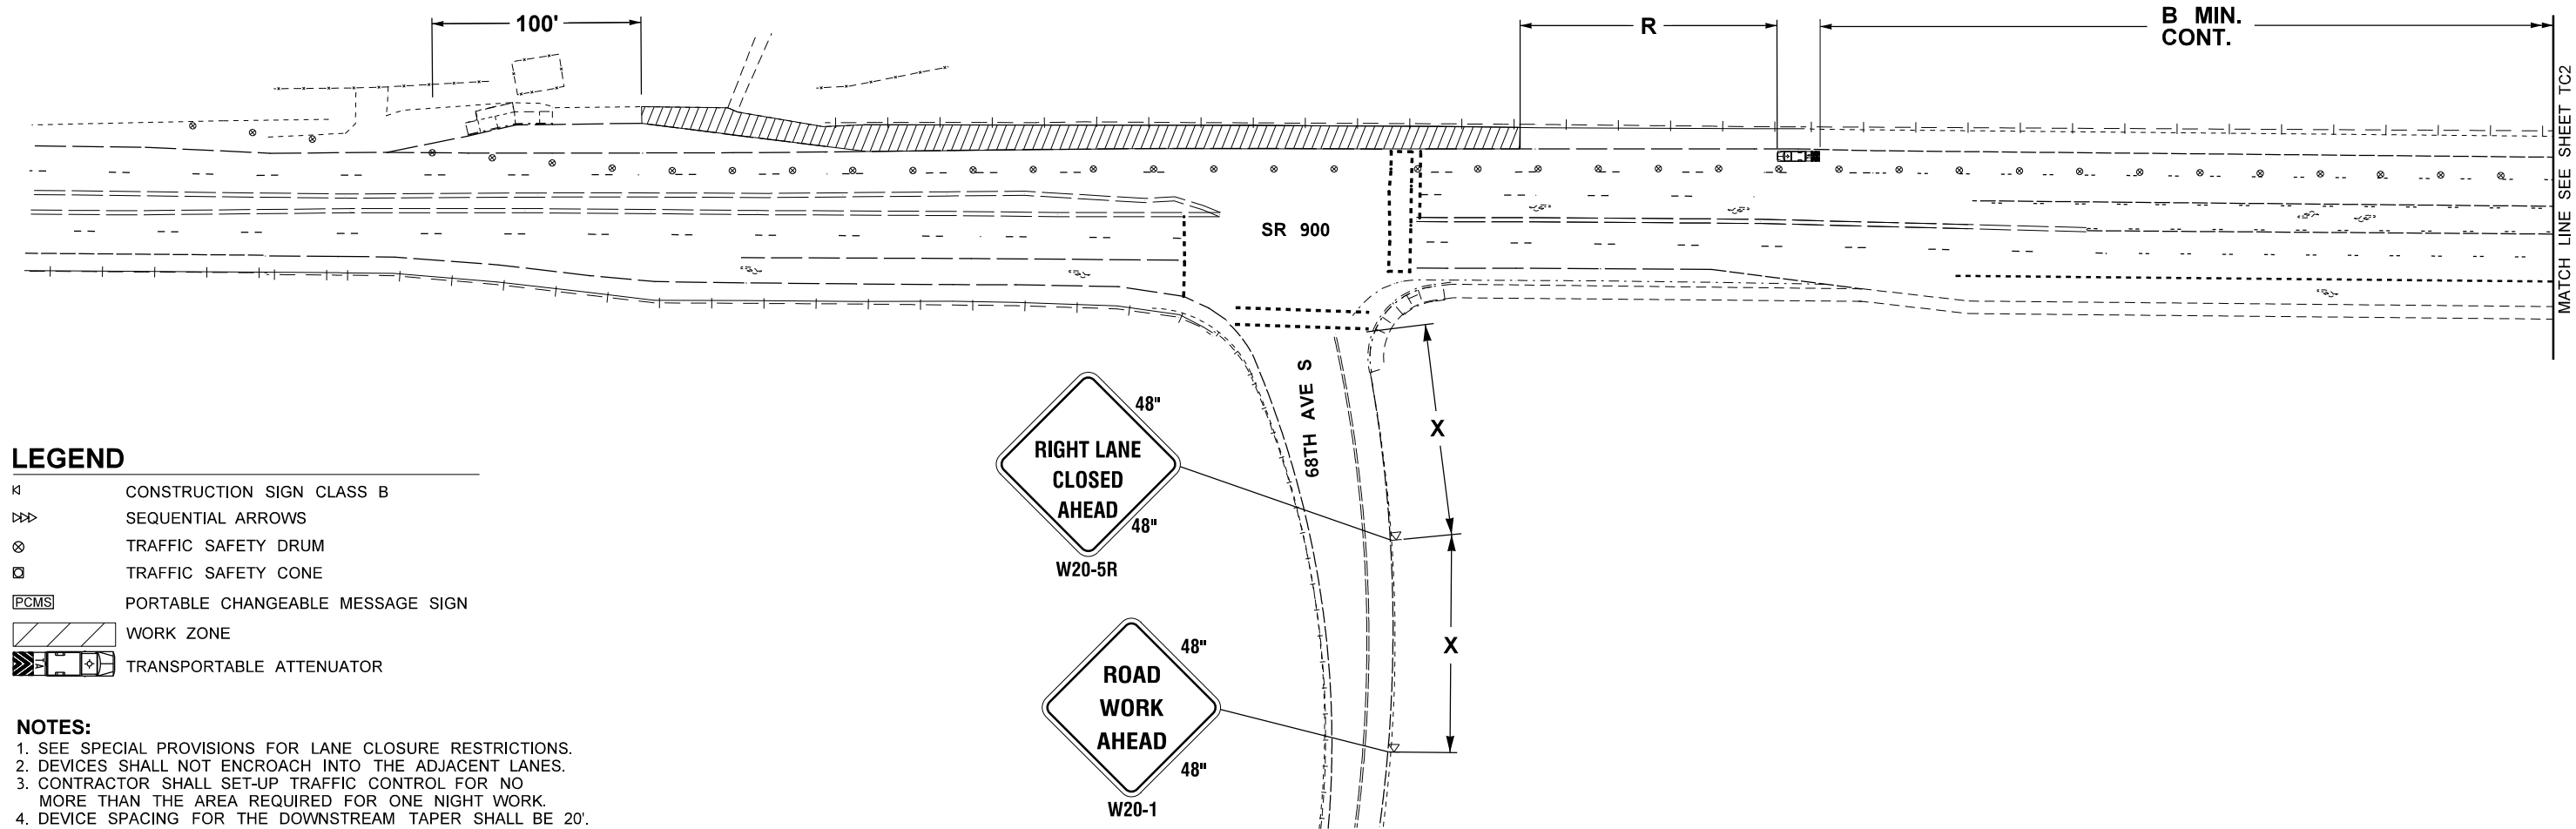 100'
R
B MIN.
CONT.
MATCH LINE SEE SHEET TC2
SR 900
68TH AVE S
X
X
RIGHT LANE
CLOSED
AHEAD
48"
48"
W20-5R
ROAD
WORK
AHEAD
48"
48"
W20-1
LEGEND
CONSTRUCTION SIGN CLASS B
SEQUENTIAL ARROWS
TRAFFIC SAFETY DRUM
TRAFFIC SAFETY CONE
PCMS PORTABLE CHANGEABLE MESSAGE SIGN
WORK ZONE
TA TRANSPORTABLE ATTENUATOR
NOTES:
1. SEE SPECIAL PROVISIONS FOR LANE CLOSURE RESTRICTIONS.
2. DEVICES SHALL NOT ENCROACH INTO THE ADJACENT LANES.
3. CONTRACTOR SHALL SET-UP TRAFFIC CONTROL FOR NO
MORE THAN THE AREA REQUIRED FOR ONE NIGHT WORK.
4. DEVICE SPACING FOR THE DOWNSTREAM TAPER SHALL BE 20'.